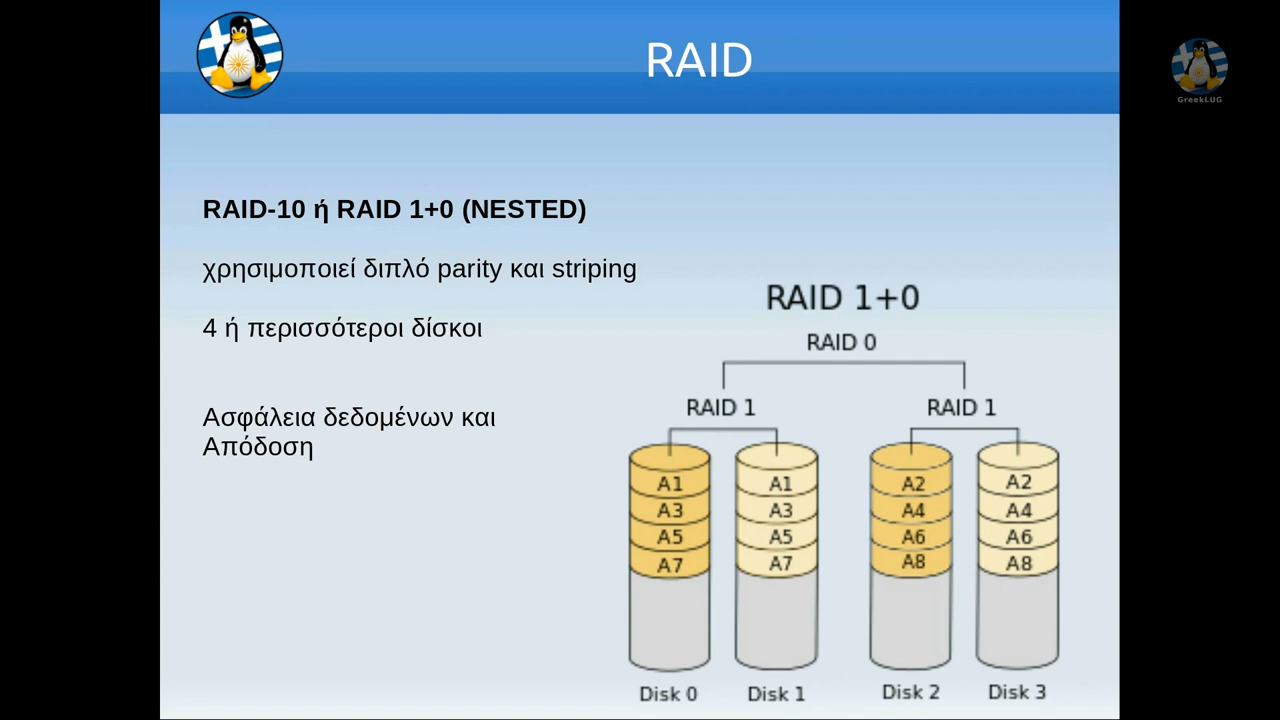 RAID
GreekLUG
RAID-10 ή RAID 1+0 (NESTED)
χρησιμοποιεί διπλό parity και striping
4 ή περισσότεροι δίσκοι
Ασφάλεια δεδομένων και
Απόδοση
RAID 1+0
RAID 0
RAID 1 RAID 1
A1 A1 A2 A2
A3 A3 A4 A4
A5 A5 A6 A6
A7 A7 A8 A8
Disk 0 Disk 1 Disk 2 Disk 3